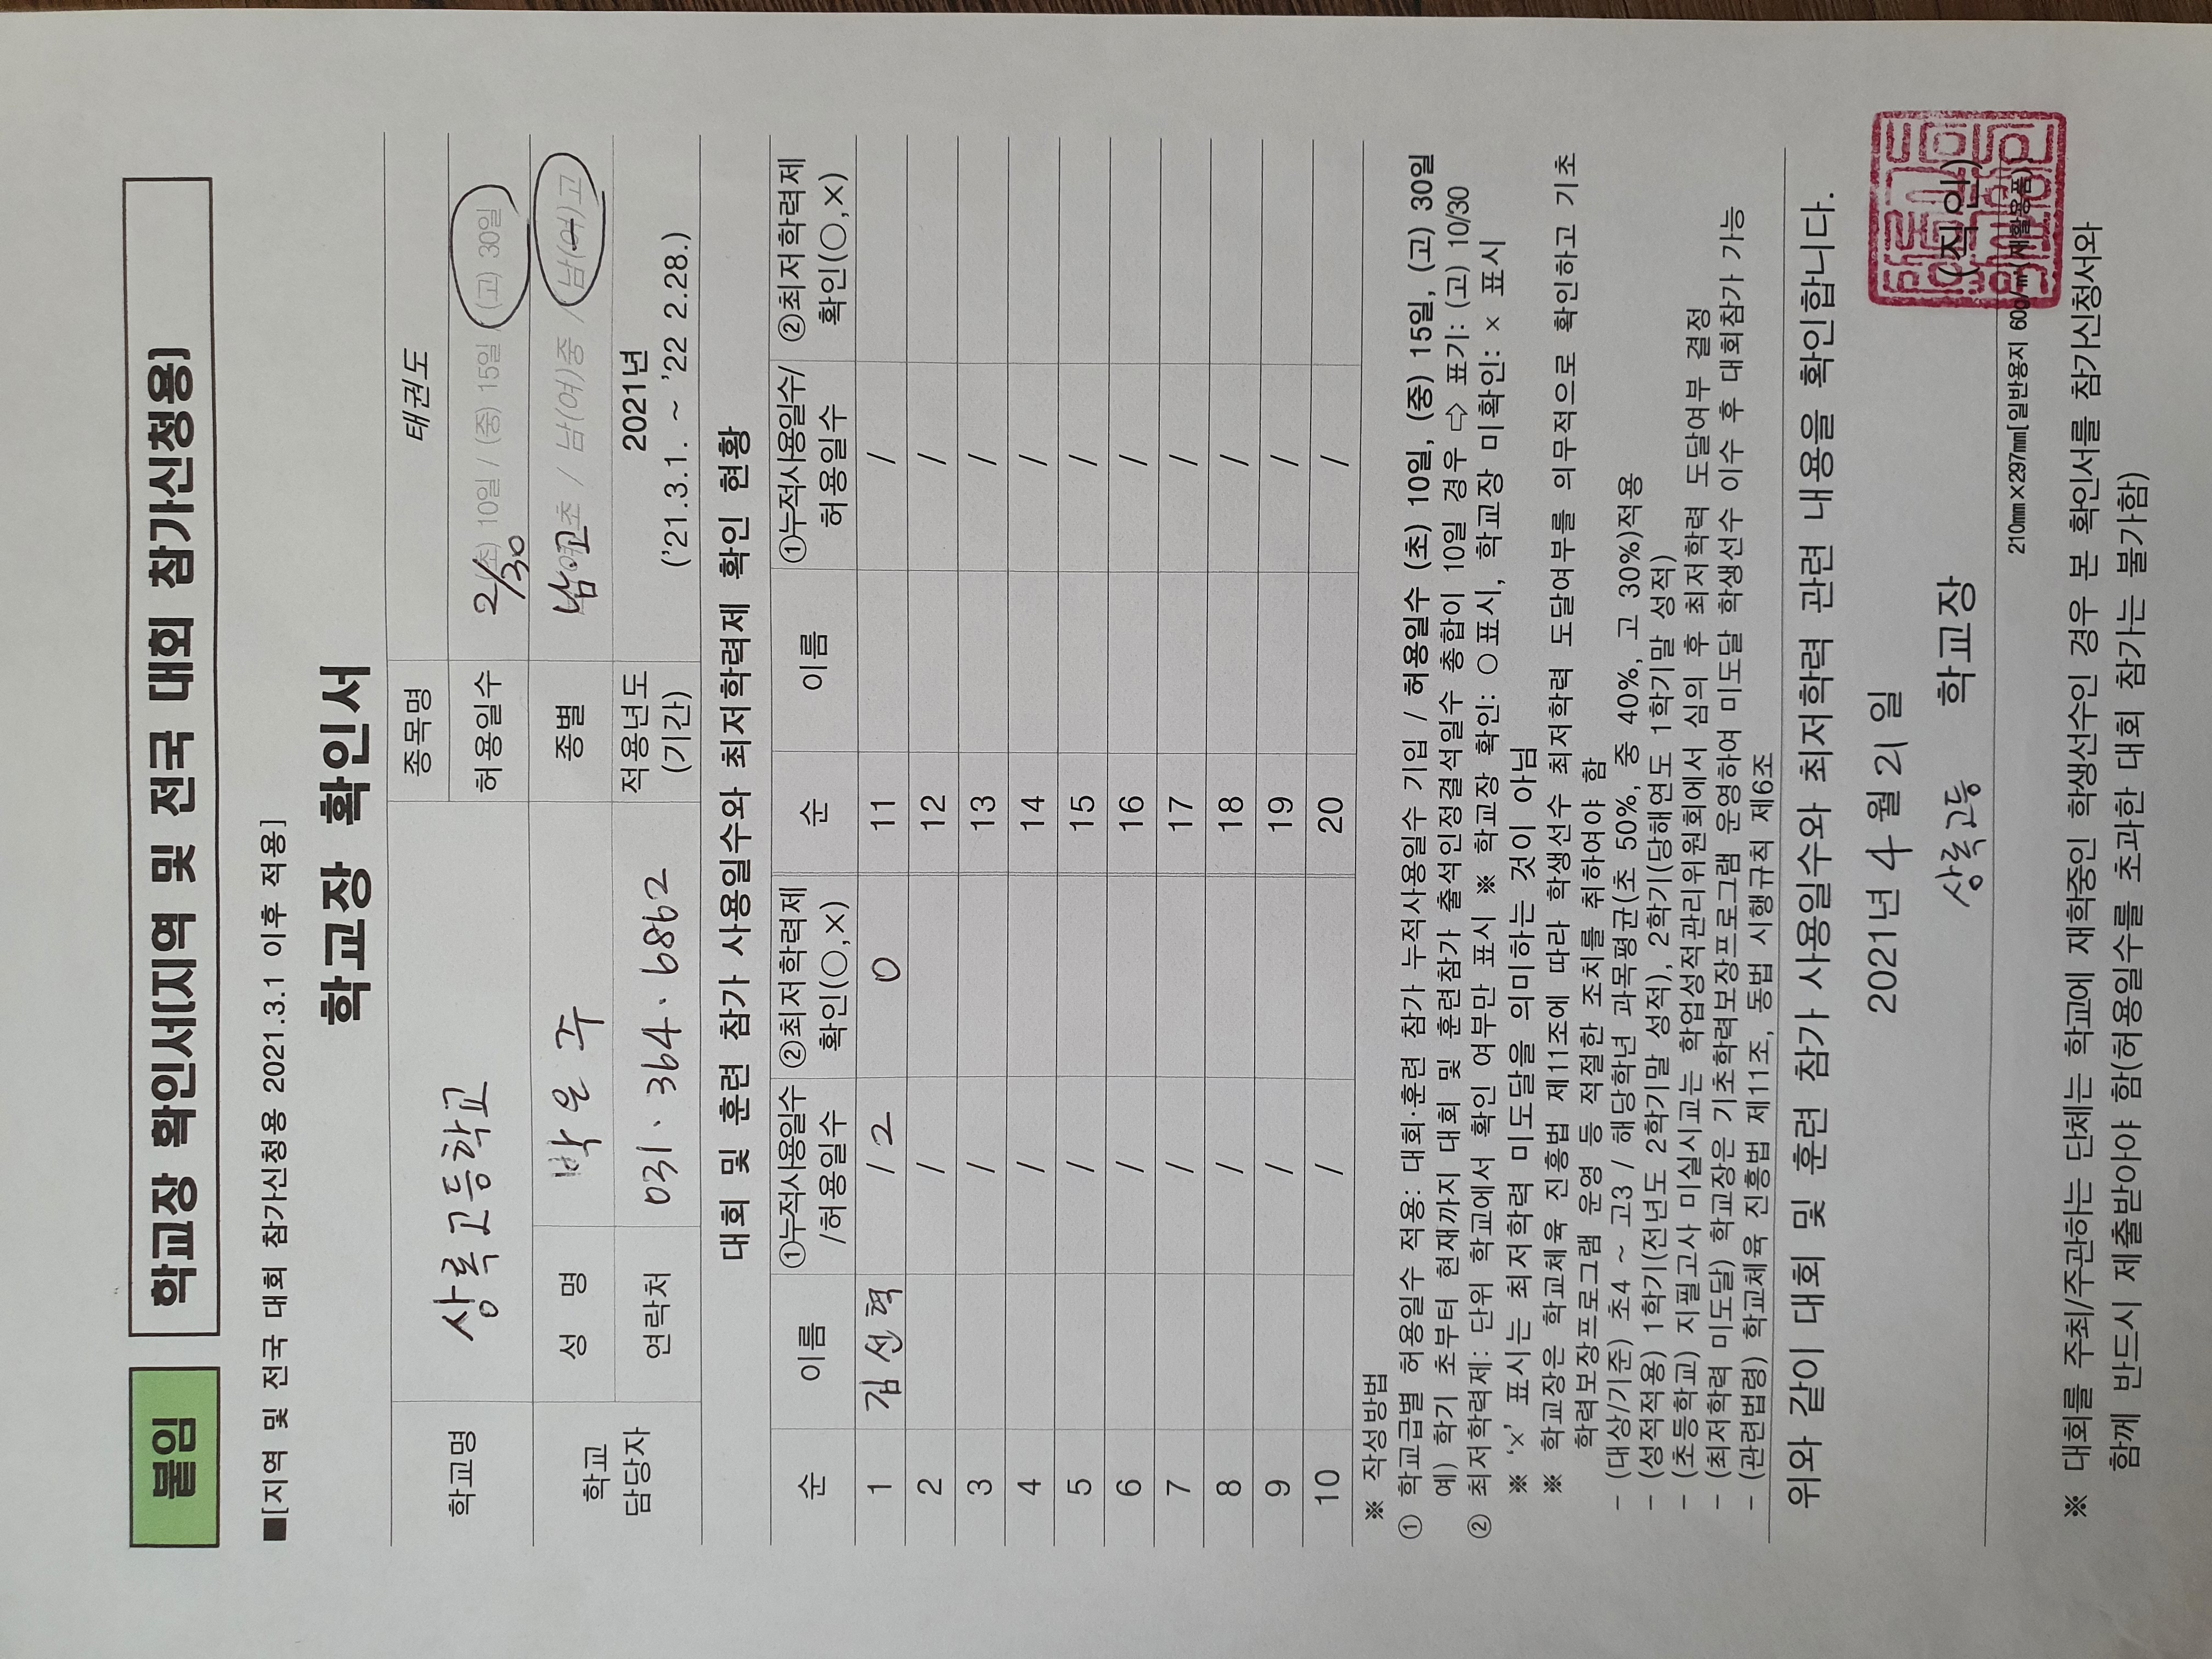 붙임 학교장 확인서(지역 및 전국 대회 참가신청용)
■[지역 및 전국 대회 참가신청용 2021.3.1 이후 적용]
학교장 확인서
학교명 상록고등학교 종목명 태권도
허용일수 2/30 (초) 10일 / (중) 15일 / (고) 30일
학교 담당자 성 명 박은주 종별 남고 초 / 남(여)중 / 남(여)고
연락처 031. 364. 6862 적용년도 (기간) 2021년 ('21.3.1. ~ '22 2.28.)
대회 및 훈련 참가 사용일수와 최저학력제 확인 현황
순 이름 ①누적사용일수/허용일수 ②최저학력제 확인(○,×) 순 이름 ①누적사용일수/허용일수 ②최저학력제 확인(○,×)
1 김선혁 / 2 O 11 /
2 / 12 /
3 / 13 /
4 / 14 /
5 / 15 /
6 / 16 /
7 / 17 /
8 / 18 /
9 / 19 /
10 / 20 /
※ 작성방법
① 학교급별 허용일수 적용: 대회·훈련 참가 누적사용일수 기입 / 허용일수 (초) 10일, (중) 15일, (고) 30일
예) 학기 초부터 현재까지 대회 및 훈련참가 출석인정결석일수 총합이 10일 경우 ⇨ 표기: (고) 10/30
② 최저학력제: 단위 학교에서 확인 여부만 표시 ※ 학교장 확인: ○표시, 학교장 미확인: × 표시
※ '×' 표시는 최저학력 미도달을 의미하는 것이 아님
※ 학교장은 학교체육 진흥법 제11조에 따라 학생선수 최저학력 도달여부를 의무적으로 확인하고 기초
학력보장프로그램 운영 등 적절한 조치를 취하여야 함
- (대상/기준) 초4 ~ 고3 / 해당학년 과목평균(초 50%, 중 40%, 고 30%)적용
- (성적적용) 1학기(전년도 2학기말 성적), 2학기(당해연도 1학기말 성적)
- (초등학교) 지필고사 미실시교는 학업성적관리위원회에서 심의 후 최저학력 도달여부 결정
- (최저학력 미도달) 학교장은 기초학력보장프로그램 운영하여 미도달 학생선수 이수 후 대회참가 가능
- (관련법령) 학교체육 진흥법 제11조, 동법 시행규칙 제6조
위와 같이 대회 및 훈련 참가 사용일수와 최저학력 관련 내용을 확인합니다.
2021년 4 월 21 일
상록고등 학교장 (직인)
210mm×297mm[일반용지 60g/㎡(재활용품)
※ 대회를 주최/주관하는 단체는 학교에 재학중인 학생선수인 경우 본 확인서를 참가신청서와
함께 반드시 제출받아야 함(허용일수를 초과한 대회 참가는 불가함)